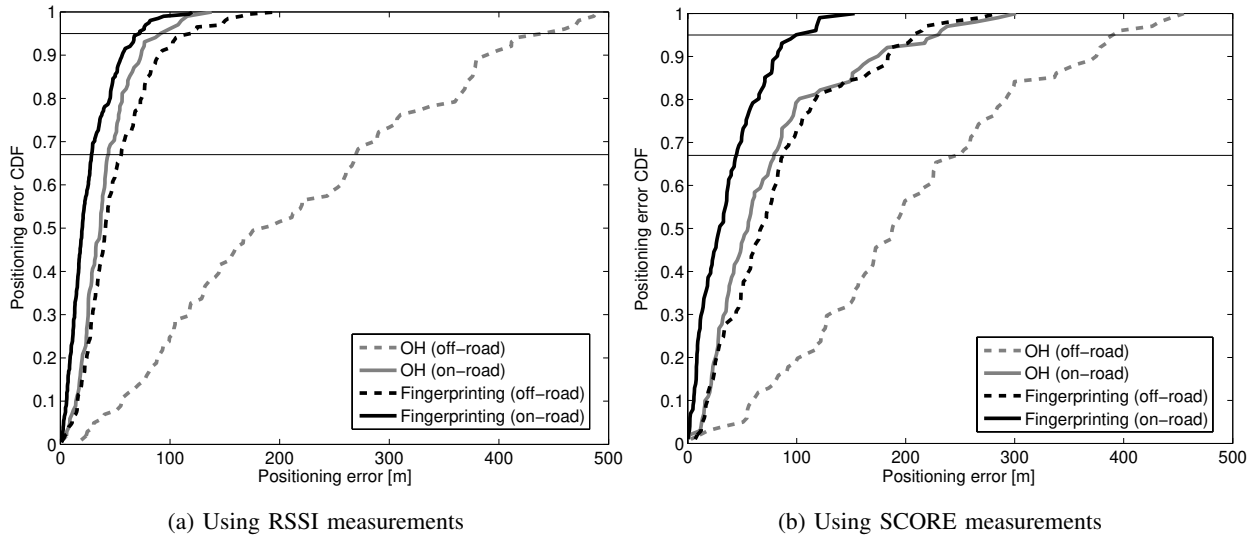 1
0.9
0.8
0.7
0.6
0.5
0.4
0.3
0.2
0.1
0
Positioning error CDF
0 100 200 300 400 500
Positioning error [m]
OH (off−road)
OH (on−road)
Fingerprinting (off−road)
Fingerprinting (on−road)
(a) Using RSSI measurements
1
0.9
0.8
0.7
0.6
0.5
0.4
0.3
0.2
0.1
0
Positioning error CDF
0 100 200 300 400 500
Positioning error [m]
OH (off−road)
OH (on−road)
Fingerprinting (off−road)
Fingerprinting (on−road)
(b) Using SCORE measurements